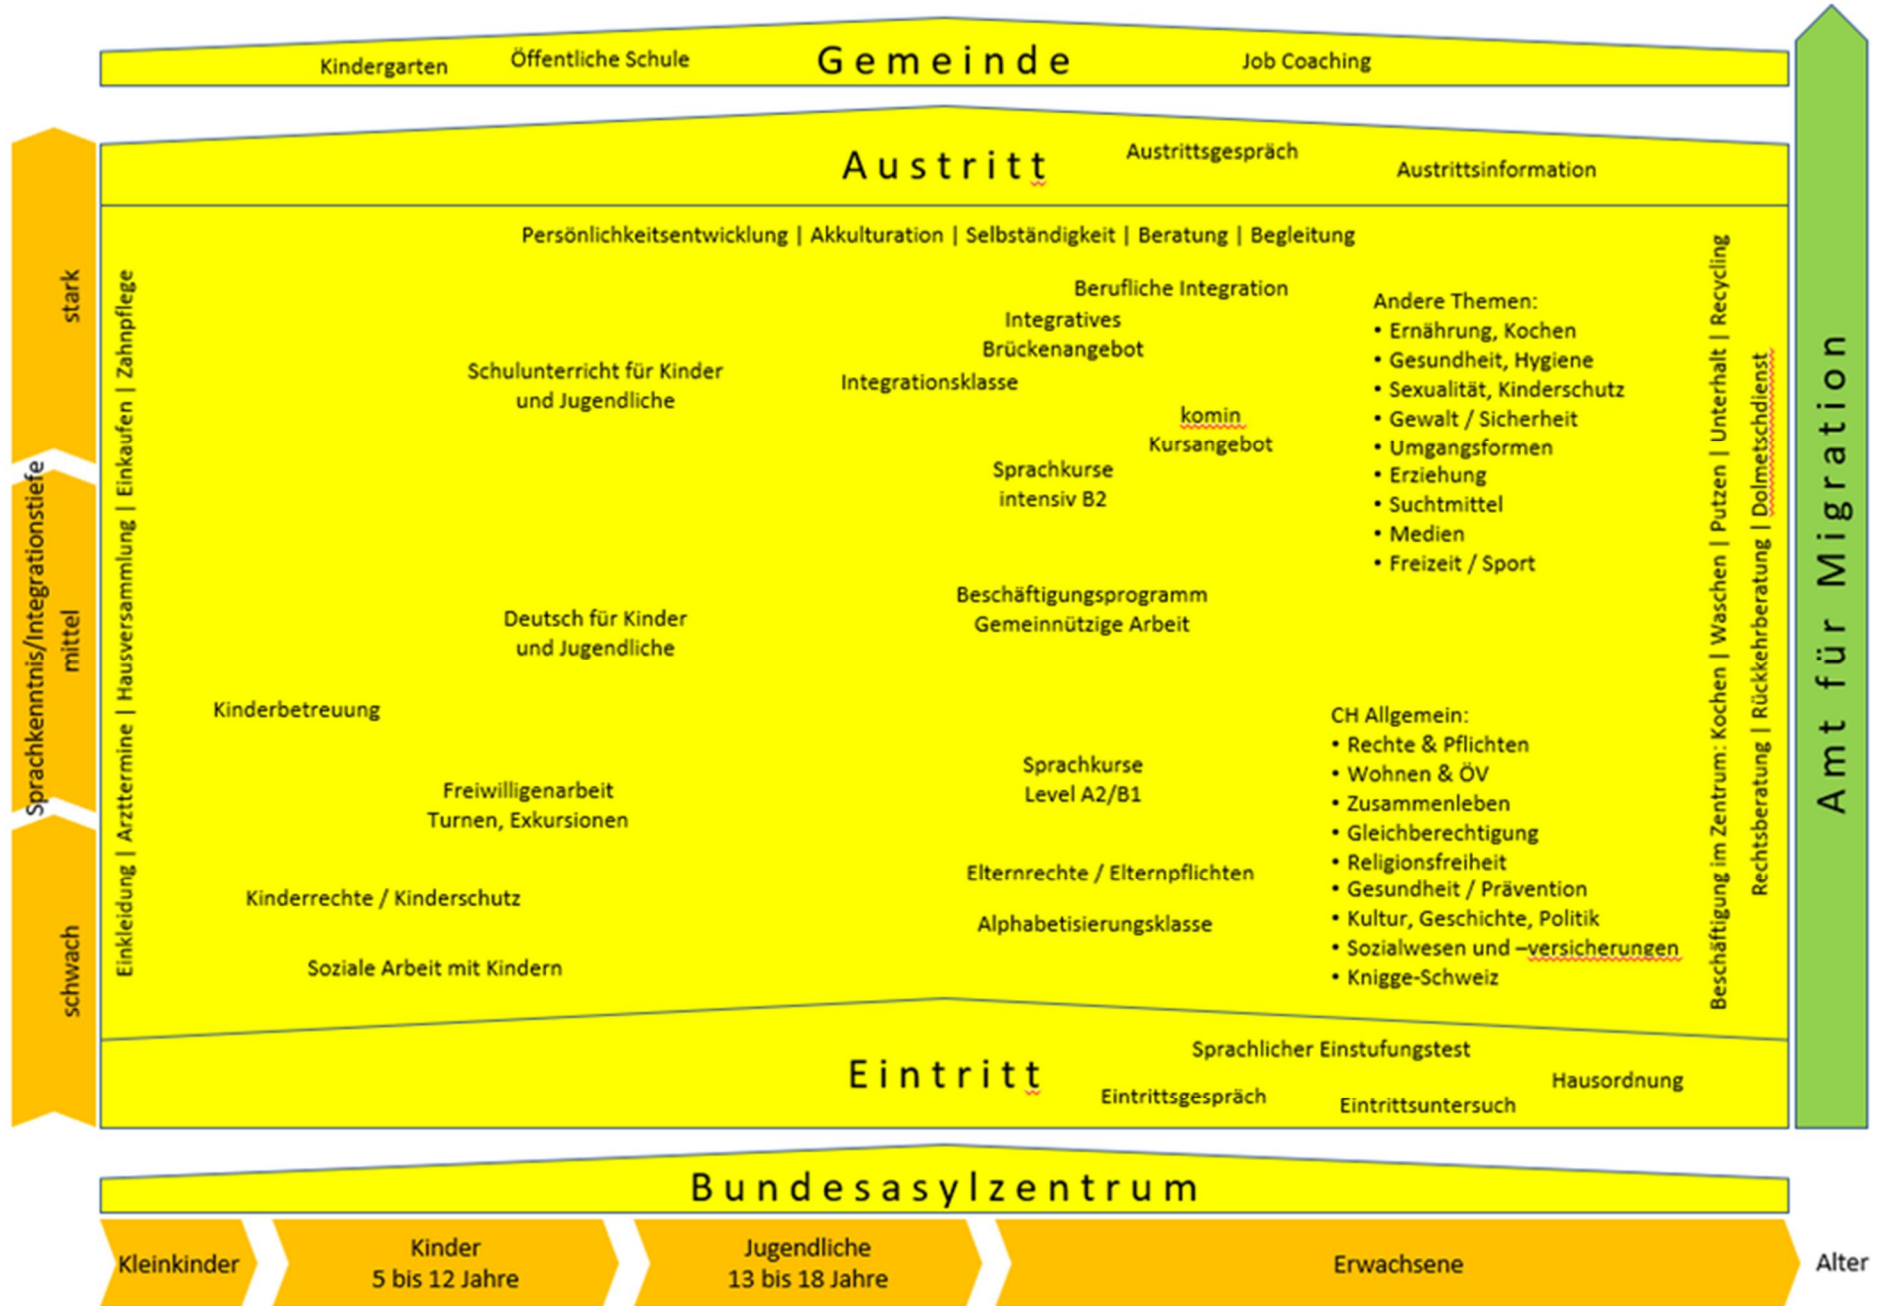 Gemeinde
Kindergarten
Öffentliche Schule
Job Coaching
Austritt
Austrittsgespräch
Austrittsinformation
Persönlichkeitsentwicklung | Akkulturation | Selbständigkeit | Beratung | Begleitung
Berufliche Integration
Integratives
Brückenangebot
Schulunterricht für Kinder
und Jugendliche
Integrationsklasse
komin
Kursangebot
Sprachkurse
intensiv B2
Andere Themen:
• Ernährung, Kochen
• Gesundheit, Hygiene
• Sexualität, Kinderschutz
• Gewalt / Sicherheit
• Umgangsformen
• Erziehung
• Suchtmittel
• Medien
• Freizeit / Sport
Deutsch für Kinder
und Jugendliche
Beschäftigungsprogramm
Gemeinnützige Arbeit
Kinderbetreuung
Freiwilligenarbeit
Turnen, Exkursionen
Sprachkurse
Level A2/B1
Kinderrechte / Kinderschutz
Elternrechte / Elternpflichten
Alphabetisierungsklasse
Soziale Arbeit mit Kindern
CH Allgemein:
• Rechte & Pflichten
• Wohnen & ÖV
• Zusammenleben
• Gleichberechtigung
• Religionsfreiheit
• Gesundheit / Prävention
• Kultur, Geschichte, Politik
• Sozialwesen und –versicherungen
• Knigge-Schweiz
Einkleidung | Arzttermine | Hausversammlung | Einkaufen | Zahnpflege
Beschäftigung im Zentrum: Kochen | Waschen | Putzen | Unterhalt | Recycling
Rechtsberatung | Rückkehrberatung | Dolmetschdienst
Amt für Migration
Sprachkenntnis/Integrationstiefe
stark
mittel
schwach
Eintritt
Sprachlicher Einstufungstest
Eintrittsgespräch
Hausordnung
Eintrittsuntersuch
Bundesasylzentrum
Kleinkinder
Kinder
5 bis 12 Jahre
Jugendliche
13 bis 18 Jahre
Erwachsene
Alter